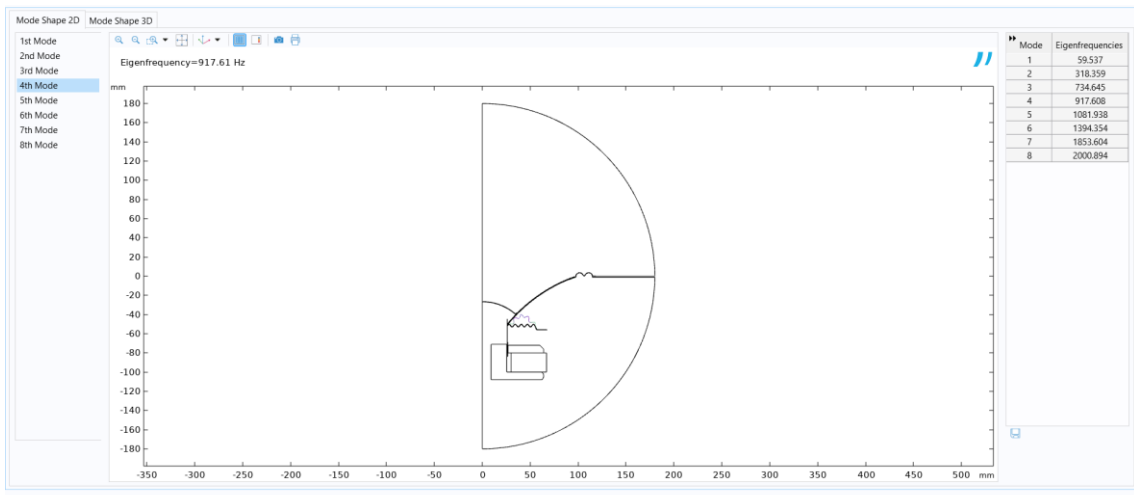 Mode Shape 2D Mode Shape 3D
1st Mode
2nd Mode
3rd Mode
4th Mode
5th Mode
6th Mode
7th Mode
8th Mode
Eigenfrequency=917.61 Hz
mm
180
160
140
120
100
80
60
40
20
0
-20
-40
-60
-80
-100
-120
-140
-160
-180
-350 -300 -250 -200 -150 -100 -50 0 50 100 150 200 250 300 350 400 450 500 mm
Mode Eigenfrequencies
1 59.537
2 318.359
3 734.645
4 917.608
5 1081.938
6 1394.354
7 1853.604
8 2000.894